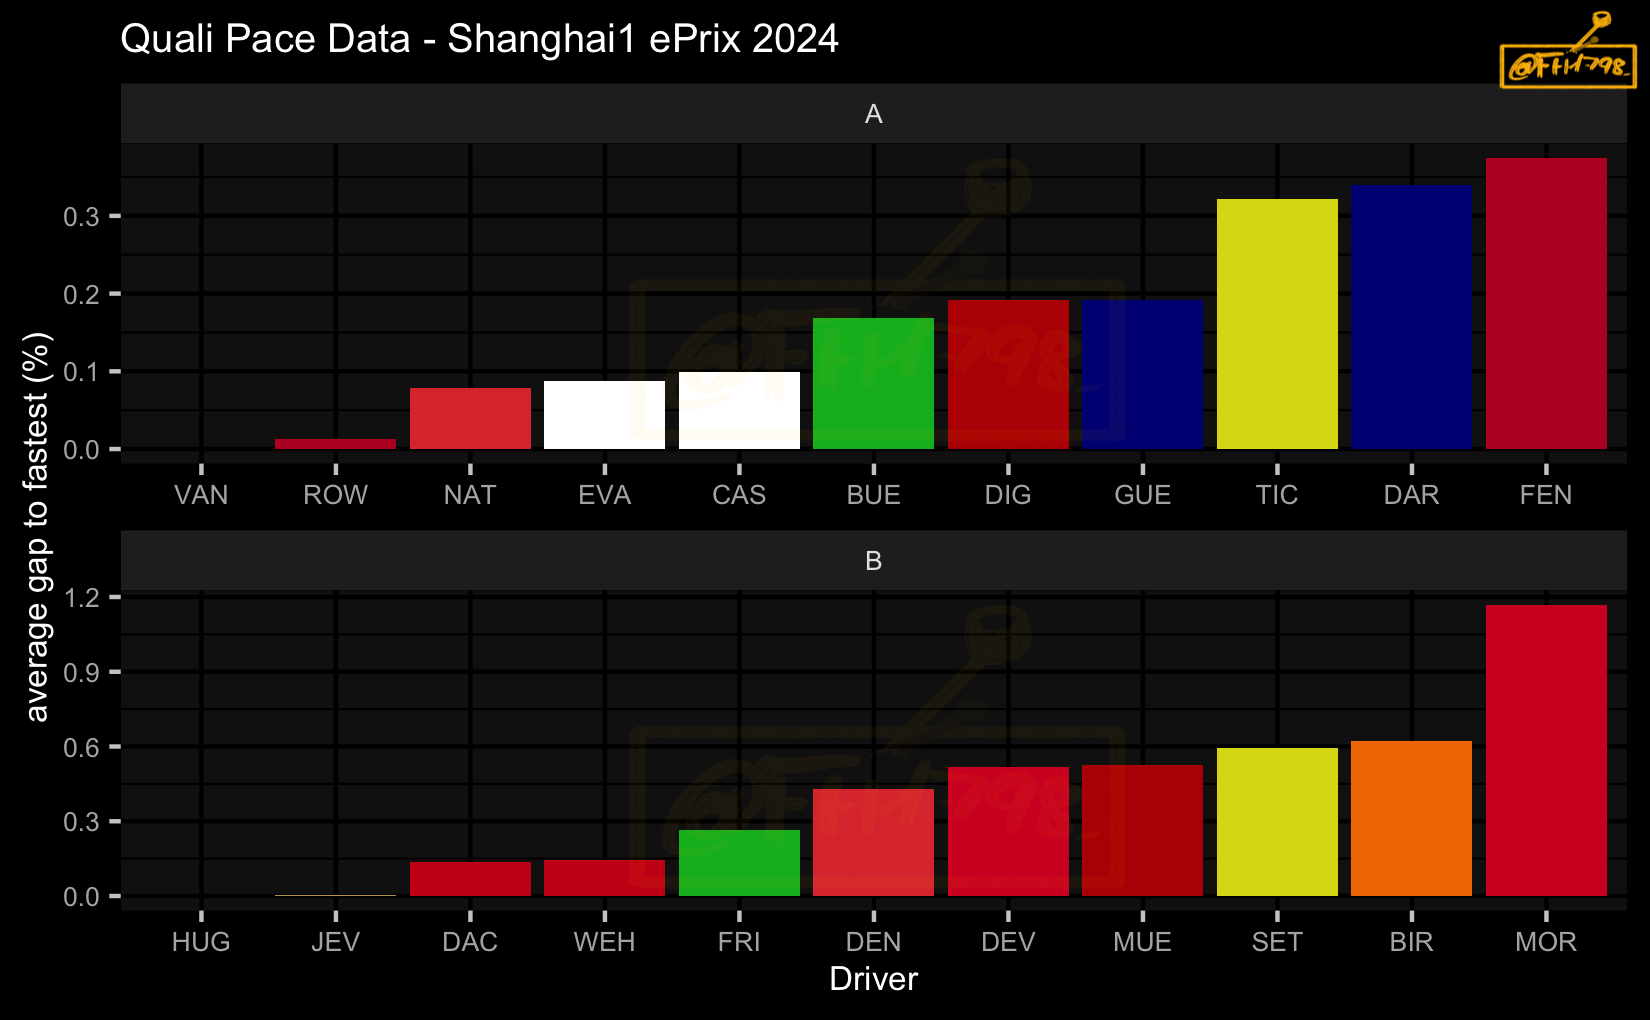 Quali Pace Data - Shanghai1 ePrix 2024
@FFH798_
A
0.3
0.2
0.1
0.0
VAN ROW NAT EVA CAS BUE DIG GUE TIC DAR FEN
average gap to fastest (%)
B
1.2
0.9
0.6
0.3
0.0
HUG JEV DAC WEH FRI DEN DEV MUE SET BIR MOR
Driver